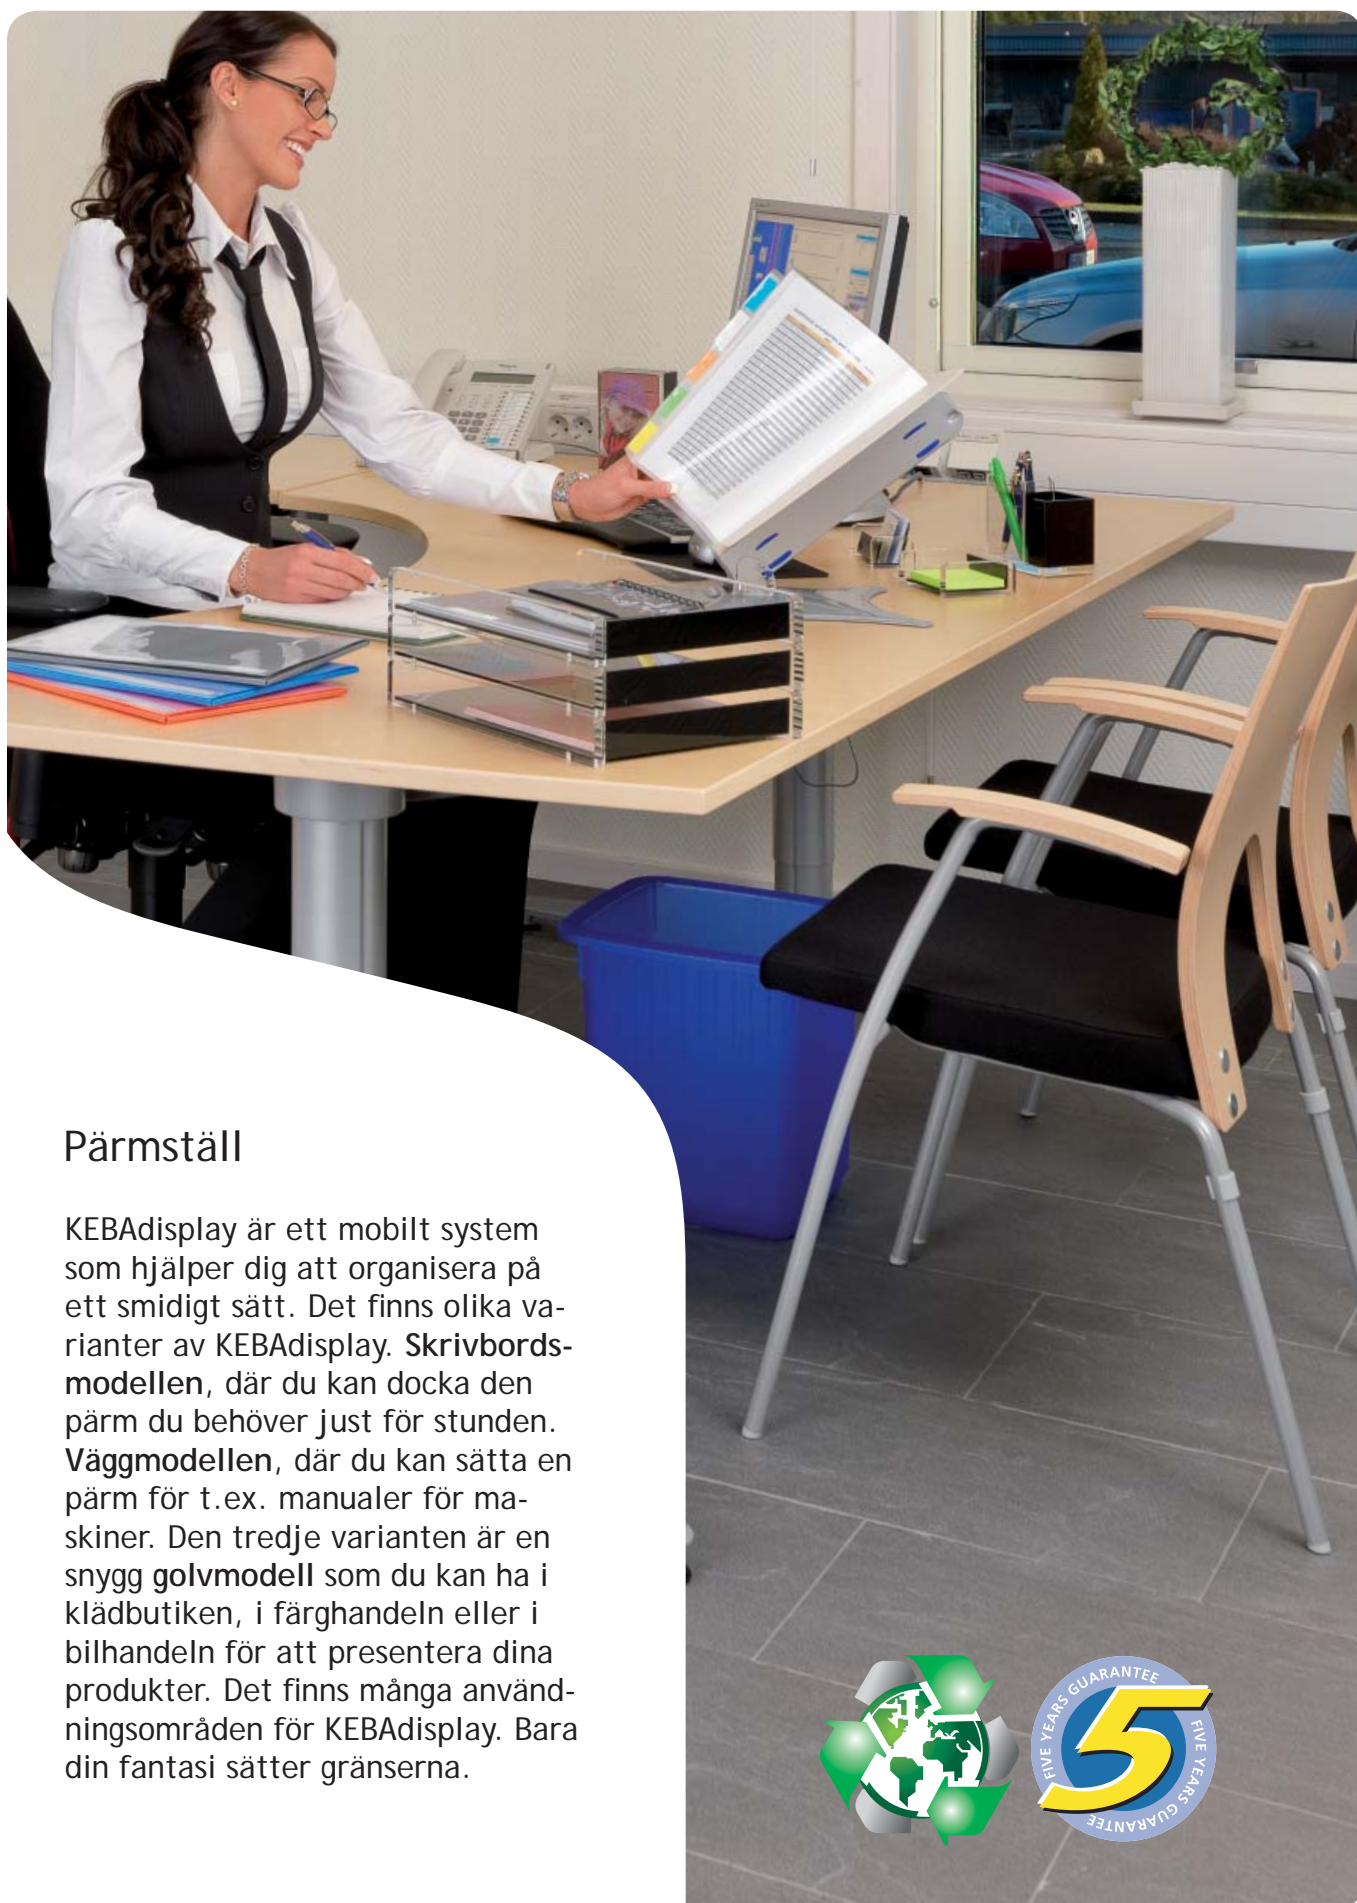 Pärmställ
KEBAdisplay är ett mobilt system
som hjälper dig att organisera på
ett smidigt sätt. Det finns olika va-
rianter av KEBAdisplay. Skrivbords-
modellen, där du kan docka den
pärm du behöver just för stunden.
Väggmodellen, där du kan sätta en
pärm för t.ex. manualer för ma-
skiner. Den tredje varianten är en
snygg golvmodell som du kan ha i
klädbutiken, i färghandeln eller i
bilhandeln för att presentera dina
produkter. Det finns många använd-
ningsområden för KEBAdisplay. Bara
din fantasi sätter gränserna.
FIVE YEARS GUARANTEE
5
FIVE YEARS GUARANTEE